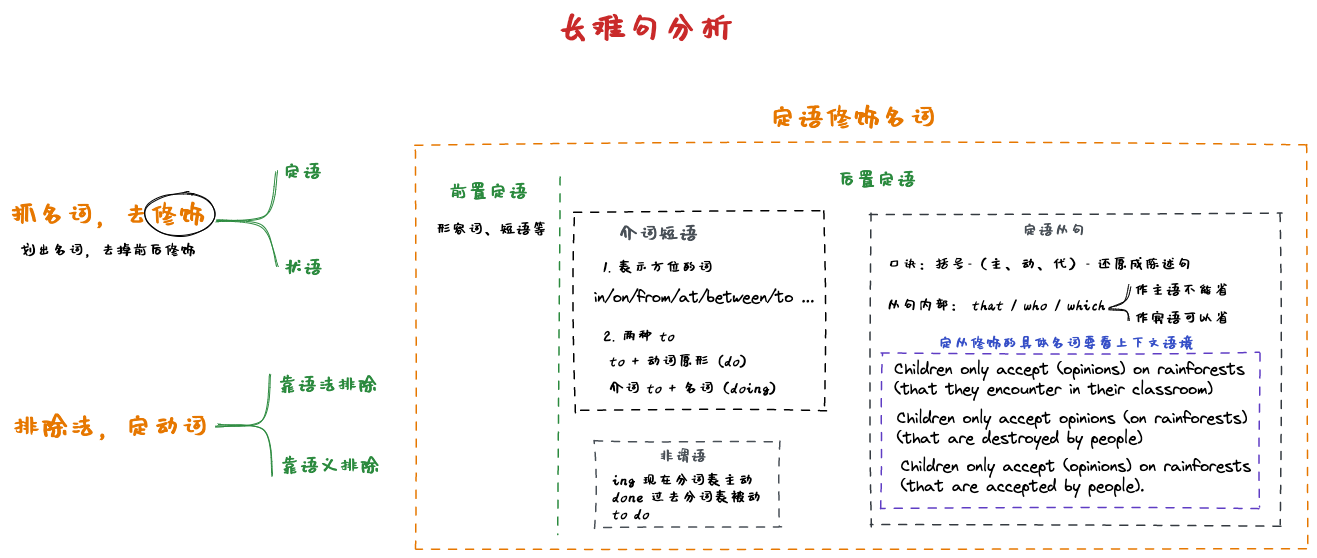 长难句分析
定语修饰名词
定语
抓名词，去修饰
划出名词，去掉前后修饰
状语
靠语法排除
排除法，定动词
靠语义排除
前置定语
形容词、短语等
后置定语
介词短语
1. 表示方位的词
in/on/from/at/between/to ...
2. 两种 to
to + 动词原形 (do)
介词 to + 名词 (doing)
非谓语
ing 现在分词表主动
done 过去分词表被动
to do
定语从句
口诀：括号 - (主、动、代) - 还原成陈述句
从句内部： that / who / which
作主语不能省
作宾语可以省
定从修饰的具体名词要看上下文语境
Children only accept (opinions) on rainforests
(that they encounter in their classroom)
Children only accept opinions (on rainforests)
(that are destroyed by people)
Children only accept (opinions) on rainforests
(that are accepted by people).